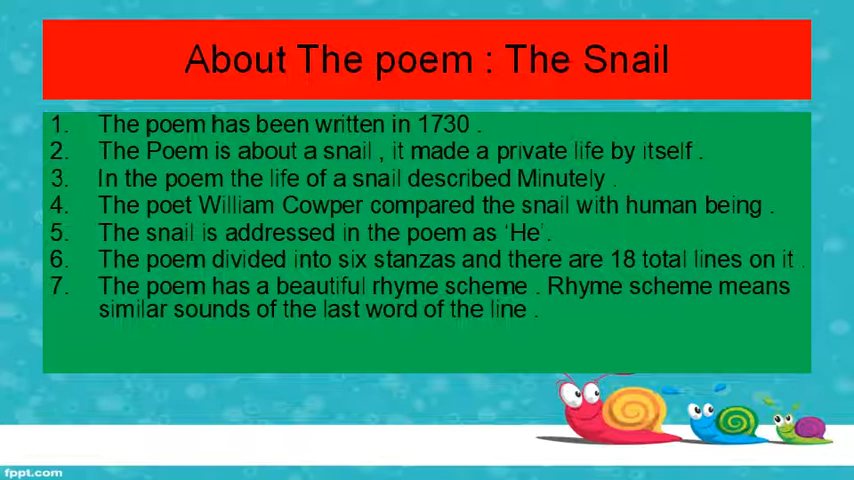 About The poem : The Snail
1. The poem has been written in 1730 .
2. The Poem is about a snail , it made a private life by itself .
3. In the poem the life of a snail described Minutely .
4. The poet William Cowper compared the snail with human being .
5. The snail is addressed in the poem as ‘He’.
6. The poem divided into six stanzas and there are 18 total lines on it .
7. The poem has a beautiful rhyme scheme . Rhyme scheme means
similar sounds of the last word of the line .
fppt.com